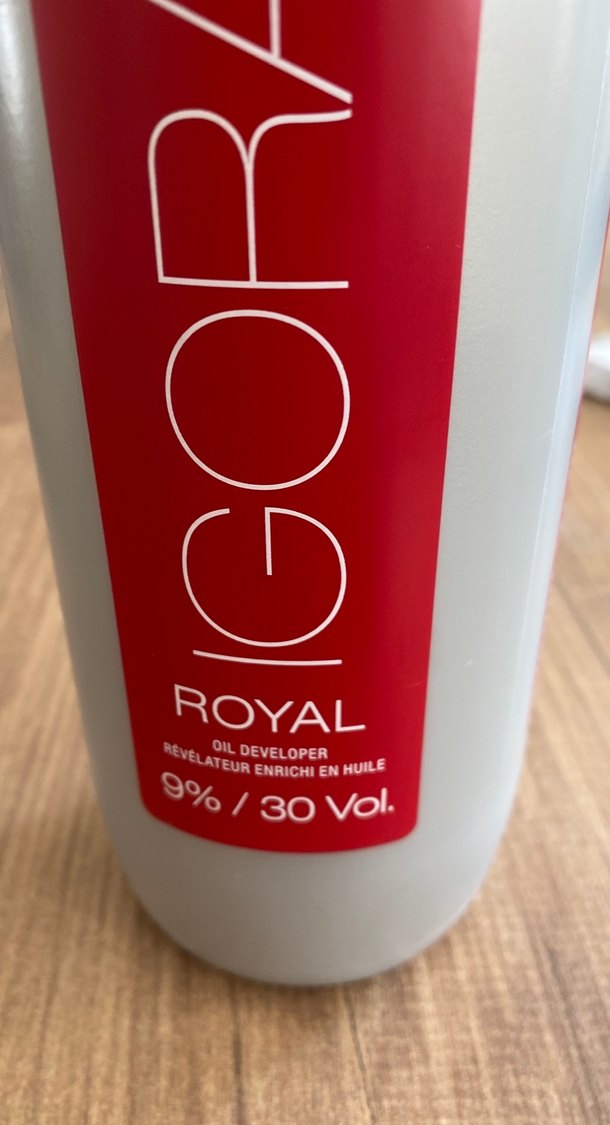 IGORA
ROYAL
OIL DEVELOPER
RÉVÉLATEUR ENRICHI EN HUILE
9% / 30 Vol.